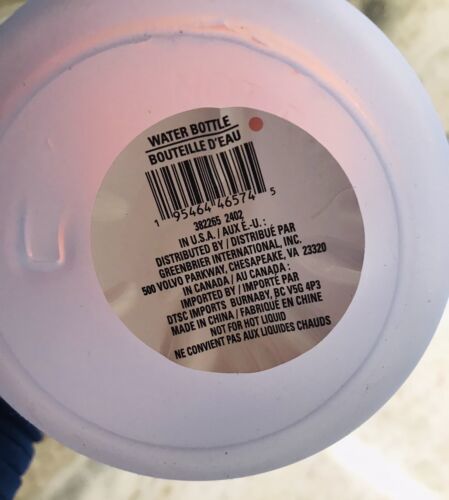 WATER BOTTLE
BOUTEILLE D'EAU
1 95464 46574 5
382265 2402
IN U.S.A. / AUX É.-U. :
DISTRIBUTED BY / DISTRIBUÉ PAR
GREENBRIER INTERNATIONAL, INC.
500 VOLVO PARKWAY, CHESAPEAKE, VA 23320
IN CANADA / AU CANADA :
IMPORTED BY / IMPORTÉ PAR
DTSC IMPORTS BURNABY, BC V5G 4P3
MADE IN CHINA / FABRIQUÉ EN CHINE
NOT FOR HOT LIQUID
NE CONVIENT PAS AUX LIQUIDES CHAUDS